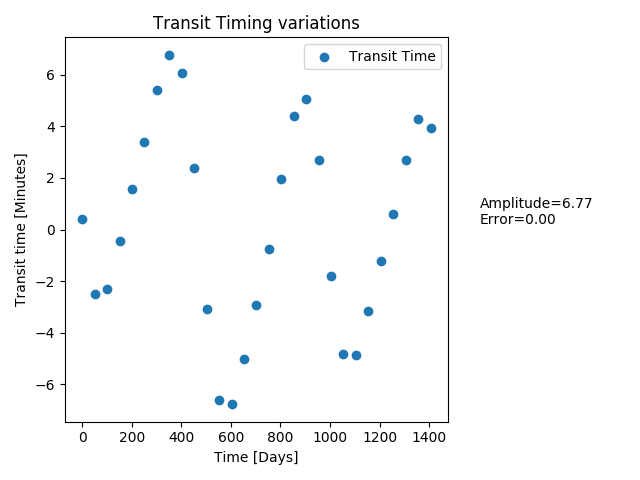 Transit Timing variations
Transit Time
6
4
2
0
−2
−4
−6
Transit time [Minutes]
0 200 400 600 800 1000 1200 1400
Time [Days]
Amplitude=6.77
Error=0.00